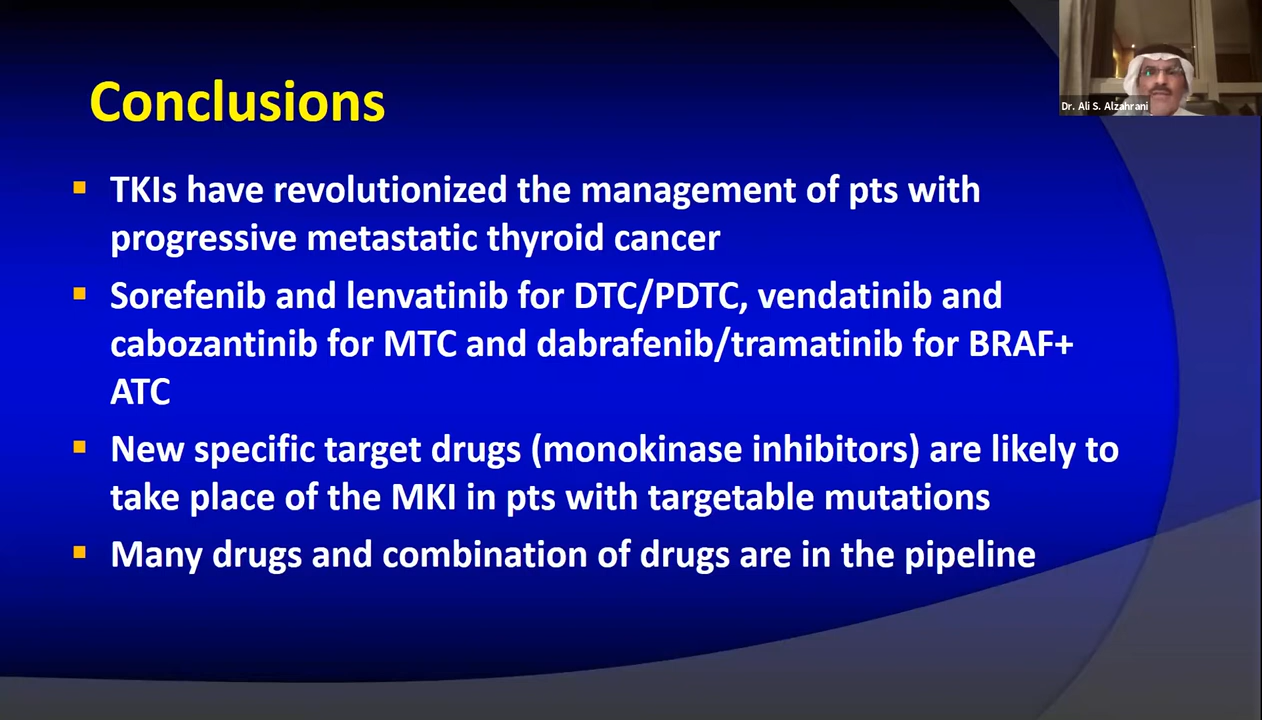 Conclusions
TKIs have revolutionized the management of pts with
progressive metastatic thyroid cancer
Sorefenib and lenvatinib for DTC/PDTC, vendatinib and
cabozantinib for MTC and dabrafenib/tramatinib for BRAF+
ATC
New specific target drugs (monokinase inhibitors) are likely to
take place of the MKI in pts with targetable mutations
Many drugs and combination of drugs are in the pipeline
Dr. Ali S. Alzahrani